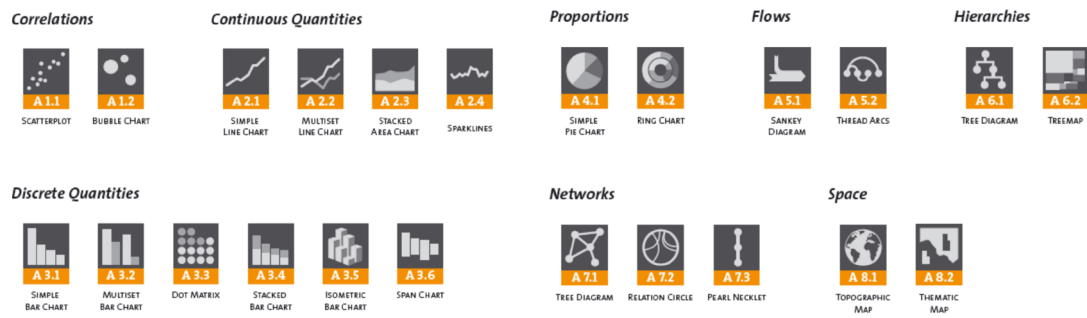 Correlations
Continuous Quantities
Proportions
Flows
Hierarchies
A 1.1
A 1.2
A 2.1
A 2.2
A 2.3
A 2.4
A 4.1
A 4.2
A 5.1
A 5.2
A 6.1
A 6.2
SCATTERPLOT
BUBBLE CHART
SIMPLE
LINE CHART
MULTISET
LINE CHART
STACKED
AREA CHART
SPARKLINES
SIMPLE
PIE CHART
RING CHART
SANKEY
DIAGRAM
THREAD ARCS
TREE DIAGRAM
TREEMAP
Discrete Quantities
Networks
Space
A 3.1
A 3.2
A 3.3
A 3.4
A 3.5
A 3.6
A 7.1
A 7.2
A 7.3
A 8.1
A 8.2
SIMPLE
BAR CHART
MULTISET
BAR CHART
DOT MATRIX
STACKED
BAR CHART
ISOMETRIC
BAR CHART
SPAN CHART
TREE DIAGRAM
RELATION CIRCLE
PEARL NECKLET
TOPOGRAPHIC
MAP
THEMATIC
MAP